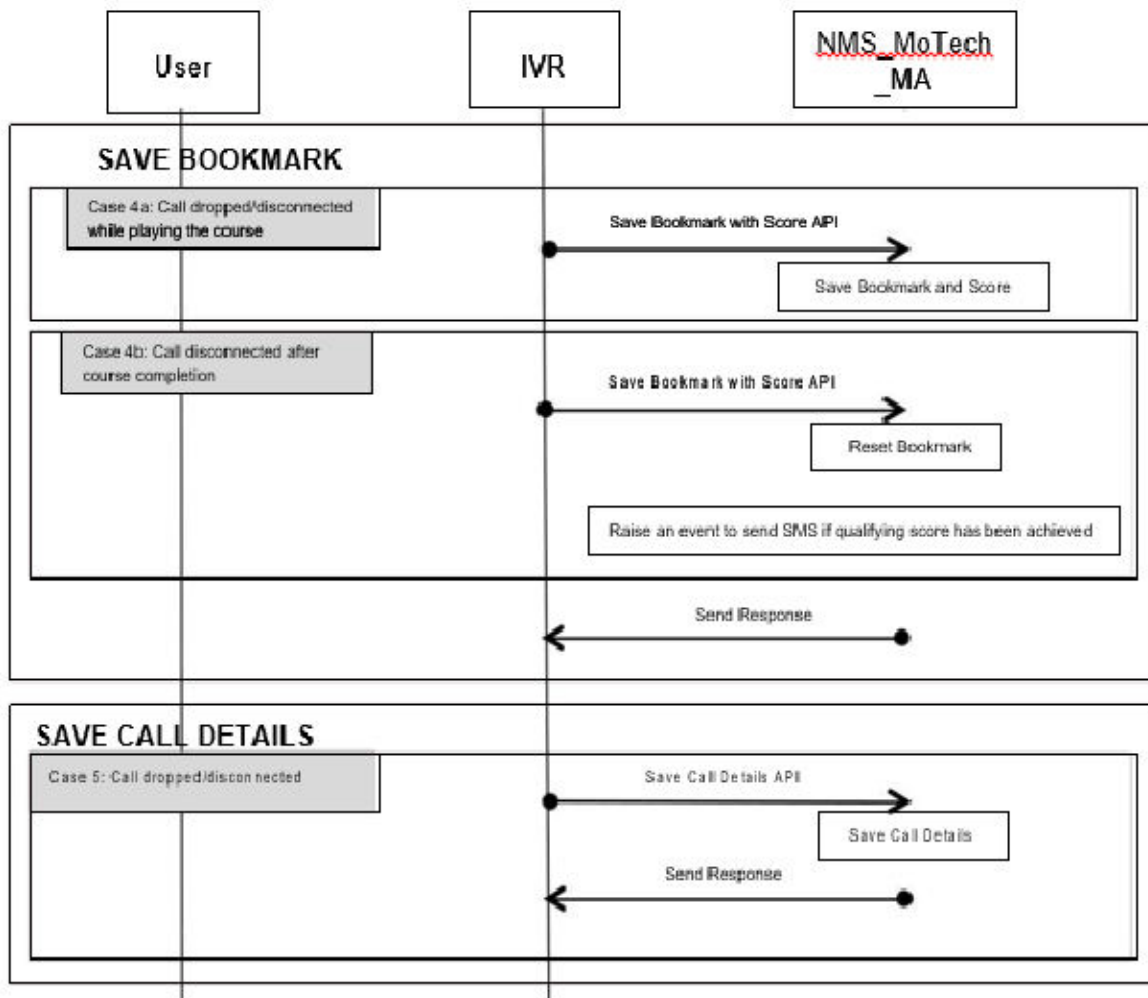 User
IVR
NMS_MoTech
_MA
SAVE BOOKMARK
Case 4a: Call dropped/disconnected
while playing the course
Save Bookmark with Score API
Save Bookmark and Score
Case 4b: Call disconnected after
course completion
Save Bookmark with Score API
Reset Bookmark
Raise an event to send SMS if qualifying score has been achieved
Send Response
SAVE CALL DETAILS
Case 5: Call dropped/disconnected
Save Call Details API
Save Call Details
Send Response